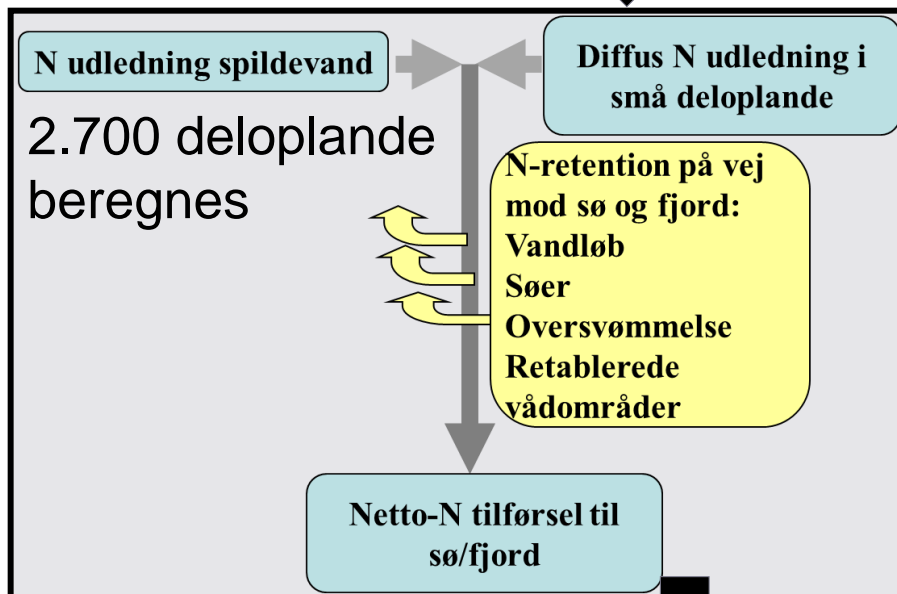 N udledning spildevand
Diffus N udledning i
små deloplande
2.700 deloplande
beregnes
N-retention på vej
mod sø og fjord:
Vandløb
Søer
Oversvømmelse
Retablerede
vådområder
Netto-N tilførsel til
sø/fjord